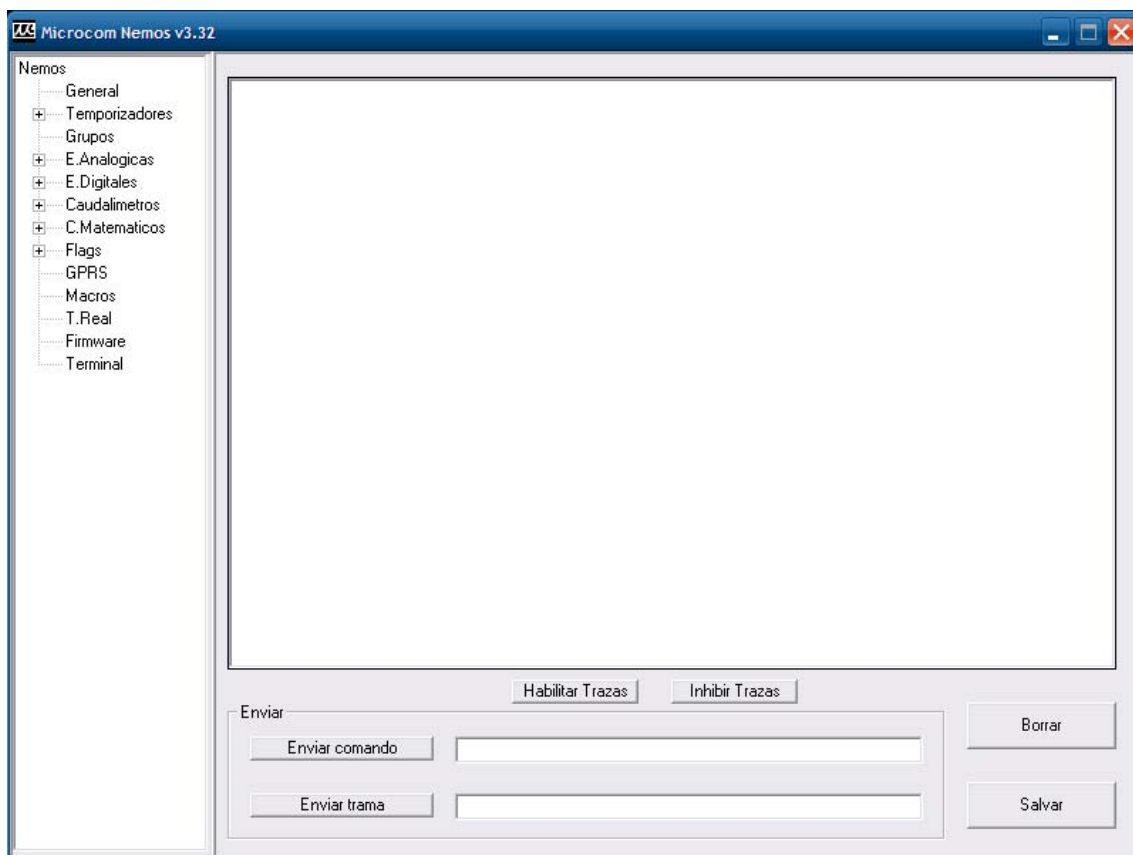 Microcom Nemos v3.32
Nemos
General
Temporizadores
Grupos
E.Analogicas
E.Digitales
Caudalimetros
C.Matematicos
Flags
GPRS
Macros
T.Real
Firmware
Terminal
Habilitar Trazas
Inhibir Trazas
Enviar
Enviar comando
Enviar trama
Borrar
Salvar